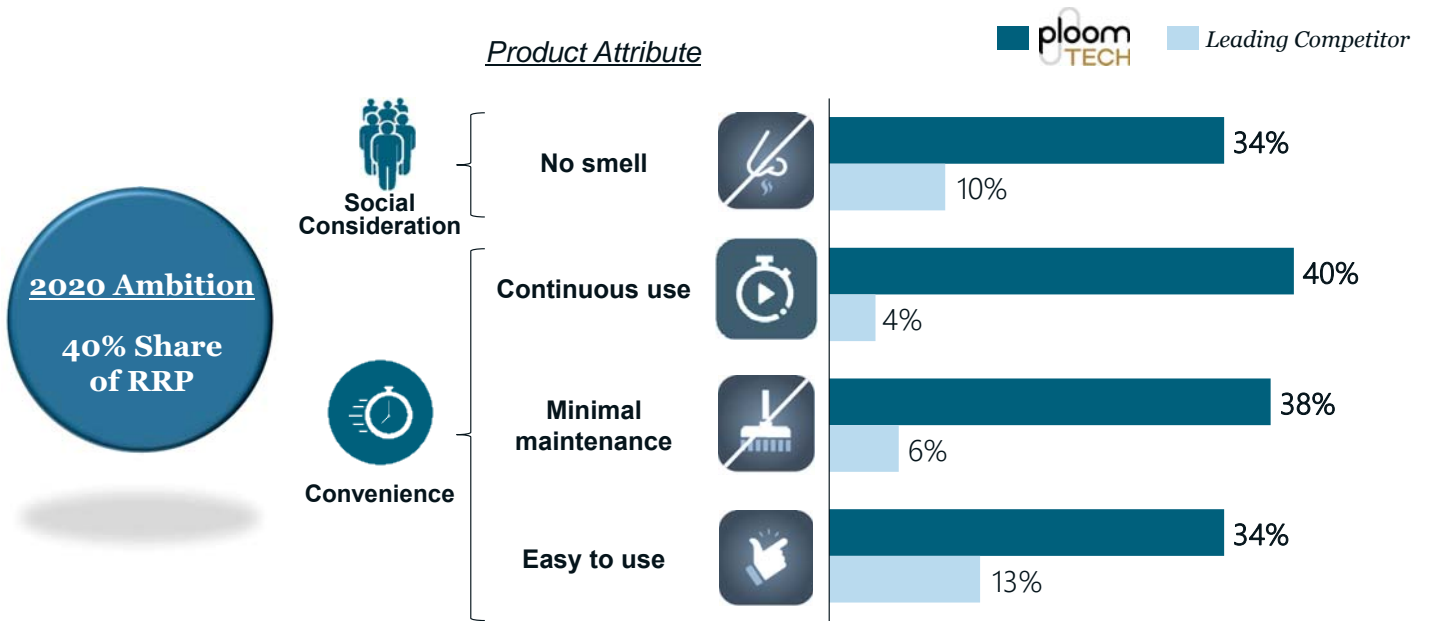 Product Attribute
ploom
TECH
Leading Competitor
2020 Ambition
40% Share
of RRP
Social
Consideration
No smell
34%
10%
Convenience
Continuous use
40%
4%
Minimal
maintenance
38%
6%
Easy to use
34%
13%